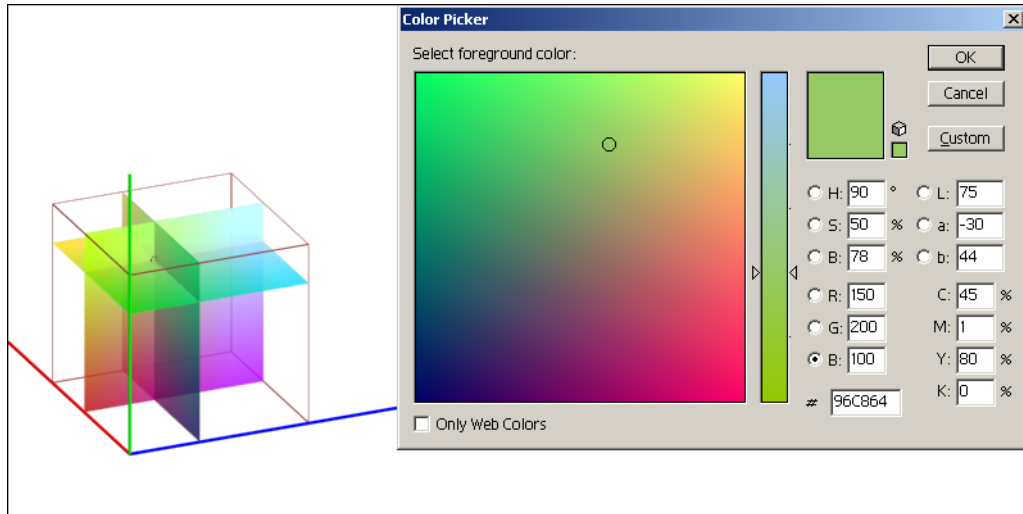 Color Picker
Select foreground color:
OK
Cancel
Custom
H: 90 °
L: 75
S: 50 %
a: -30
B: 78 %
b: 44
R: 150
C: 45 %
G: 200
M: 1 %
B: 100
Y: 80 %
# 96C864
K: 0 %
Only Web Colors